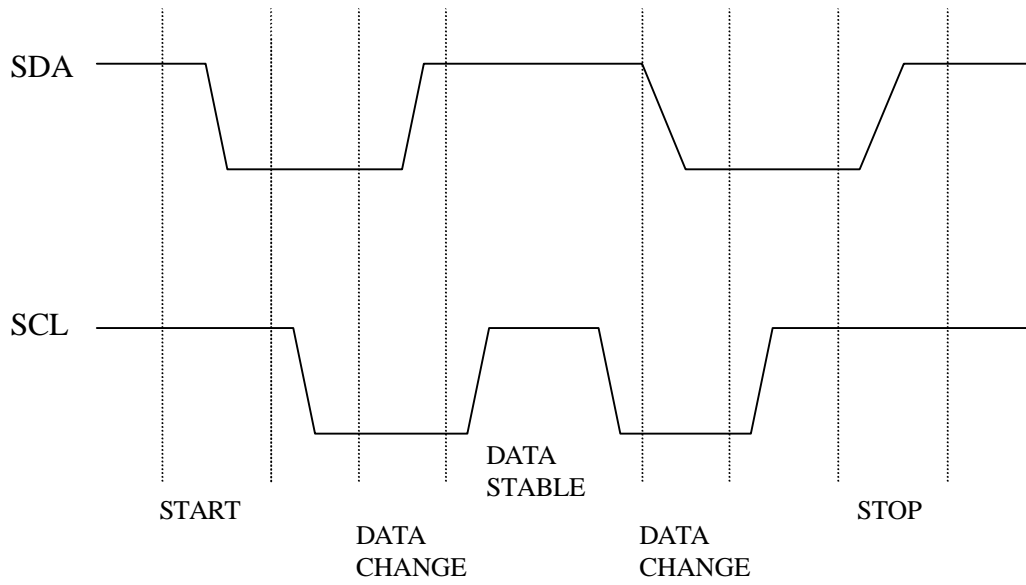 SDA
SCL
DATA
STABLE
START
STOP
DATA
CHANGE
DATA
CHANGE